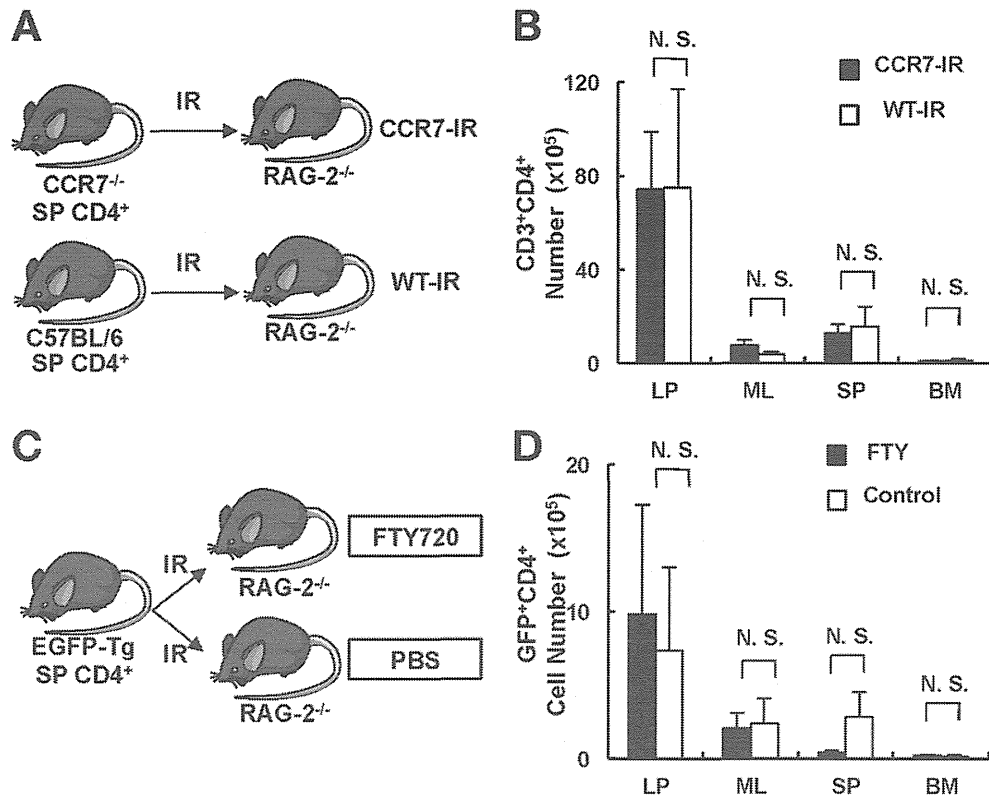 A
IR
CCR7-IR
CCR7-/-
SP CD4+
RAG-2-/-
IR
WT-IR
C57BL/6
SP CD4+
RAG-2-/-
B
CD3+CD4+
Number (x10⁵)
120
80
40
0
N. S.
N. S.
N. S.
N. S.
CCR7-IR
WT-IR
LP
ML
SP
BM
C
IR
FTY720
RAG-2-/-
EGFP-Tg
SP CD4+
IR
PBS
RAG-2-/-
D
GFP+CD4+
Cell Number (x10⁵)
20
10
0
N. S.
N. S.
N. S.
N. S.
FTY
Control
LP
ML
SP
BM